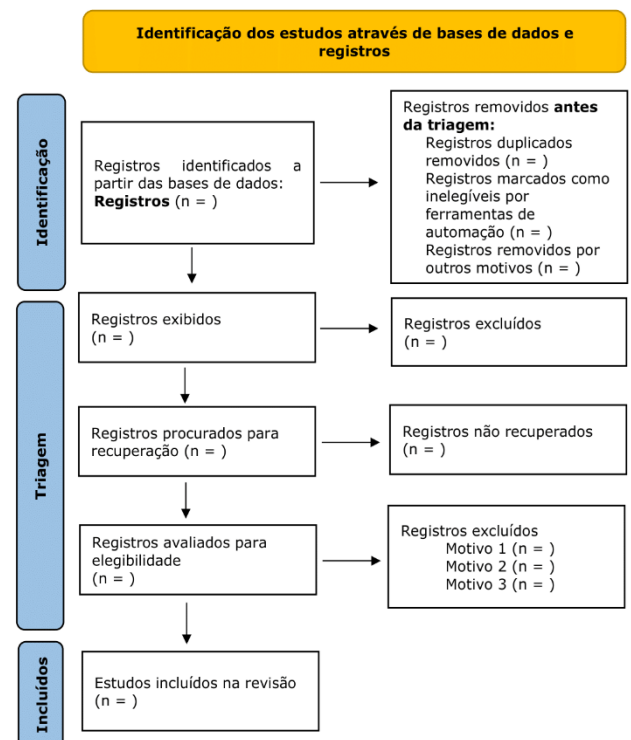 Identificação dos estudos através de bases de dados e
registros
Identificação
Registros identificados a
partir das bases de dados:
Registros (n = )
Registros removidos antes
da triagem:
Registros duplicados
removidos (n = )
Registros marcados como
inelegíveis por
ferramentas de
automação (n = )
Registros removidos por
outros motivos (n = )
Triagem
Registros exibidos
(n = )
Registros excluídos
(n = )
Registros procurados para
recuperação (n = )
Registros não recuperados
(n = )
Registros avaliados para
elegibilidade
(n = )
Registros excluídos
Motivo 1 (n = )
Motivo 2 (n = )
Motivo 3 (n = )
Incluídos
Estudos incluídos na revisão
(n = )